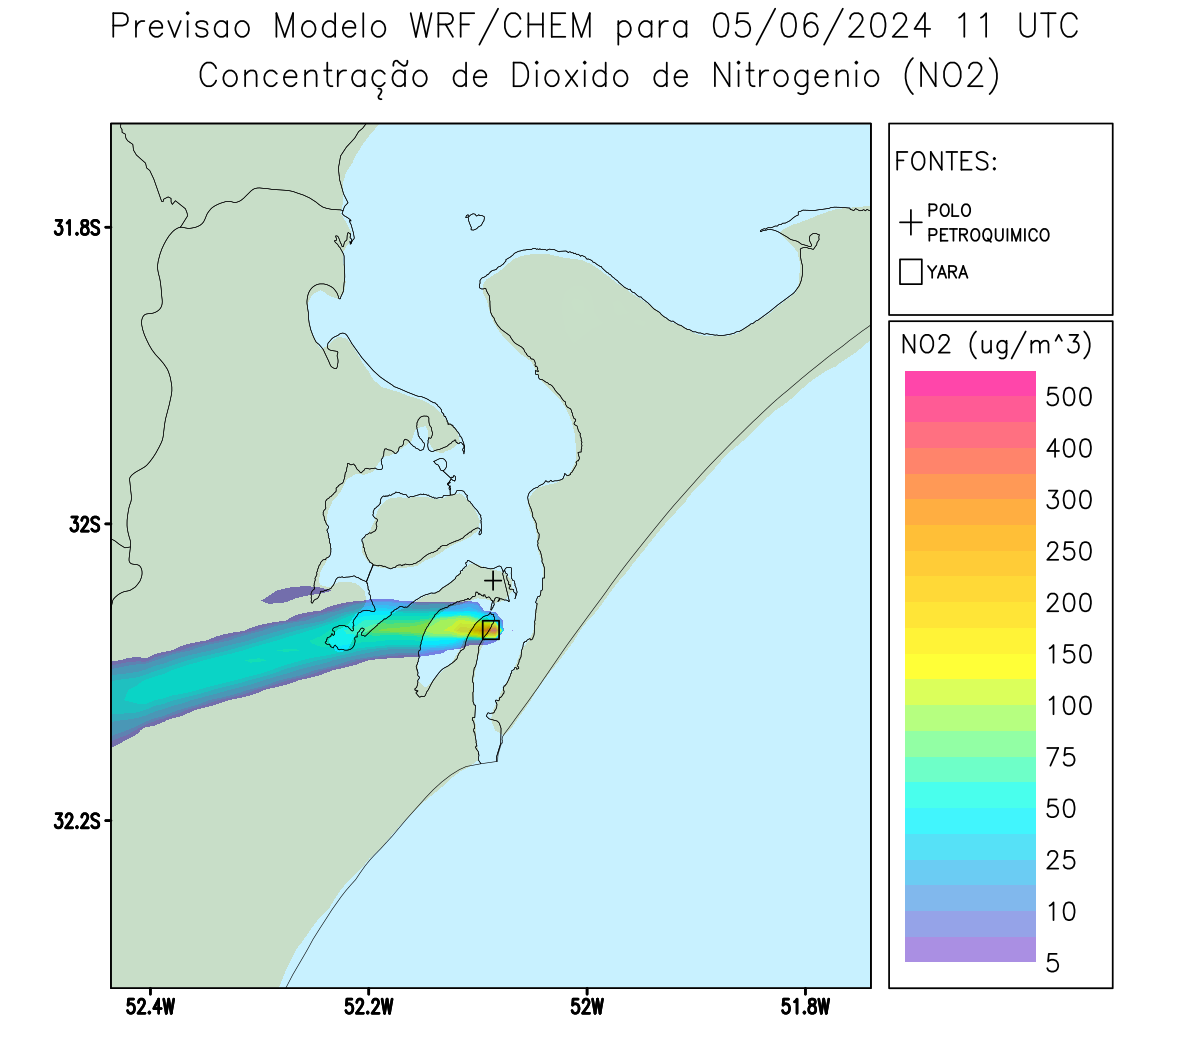 Previsao Modelo WRF/CHEM para 05/06/2024 11 UTC
Concentração de Dioxido de Nitrogenio (NO2)
FONTES:
POLO
PETROQUIMICO
YARA
31.8S
32S
32.2S
52.4W
52.2W
52W
51.8W
NO2 (ug/m^3)
500
400
300
250
200
150
100
75
50
25
10
5